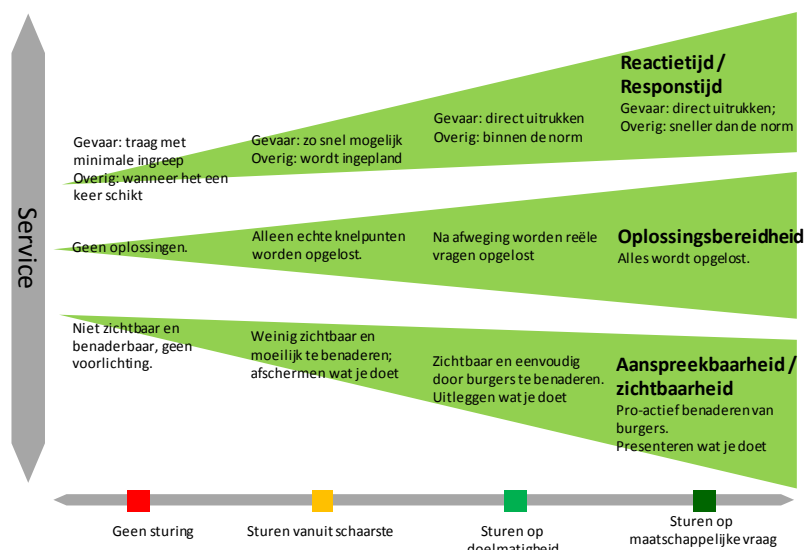 Service
Reactietijd /
Responstijd
Gevaar: direct uitrukken;
Overig: sneller dan de norm
Gevaar: direct uitrukken
Overig: binnen de norm
Gevaar: zo snel mogelijk
Overig: wordt ingepland
Gevaar: traag met
minimale ingreep
Overig: wanneer het een
keer schikt
Geen oplossingen.
Alleen echte knelpunten
worden opgelost.
Na afweging worden reële
vragen opgelost
Oplossingsbereidheid
Alles wordt opgelost.
Niet zichtbaar en
benaderbaar, geen
voorlichting.
Weinig zichtbaar en
moeilijk te benaderen;
afschermen wat je doet
Zichtbaar en eenvoudig
door burgers te benaderen.
Uitleggen wat je doet
Aanspreekbaarheid /
zichtbaarheid
Pro-actief benaderen van
burgers.
Presenteren wat je doet
Geen sturing
Sturen vanuit schaarste
Sturen op
doelmatigheid
Sturen op
maatschappelijke vraag